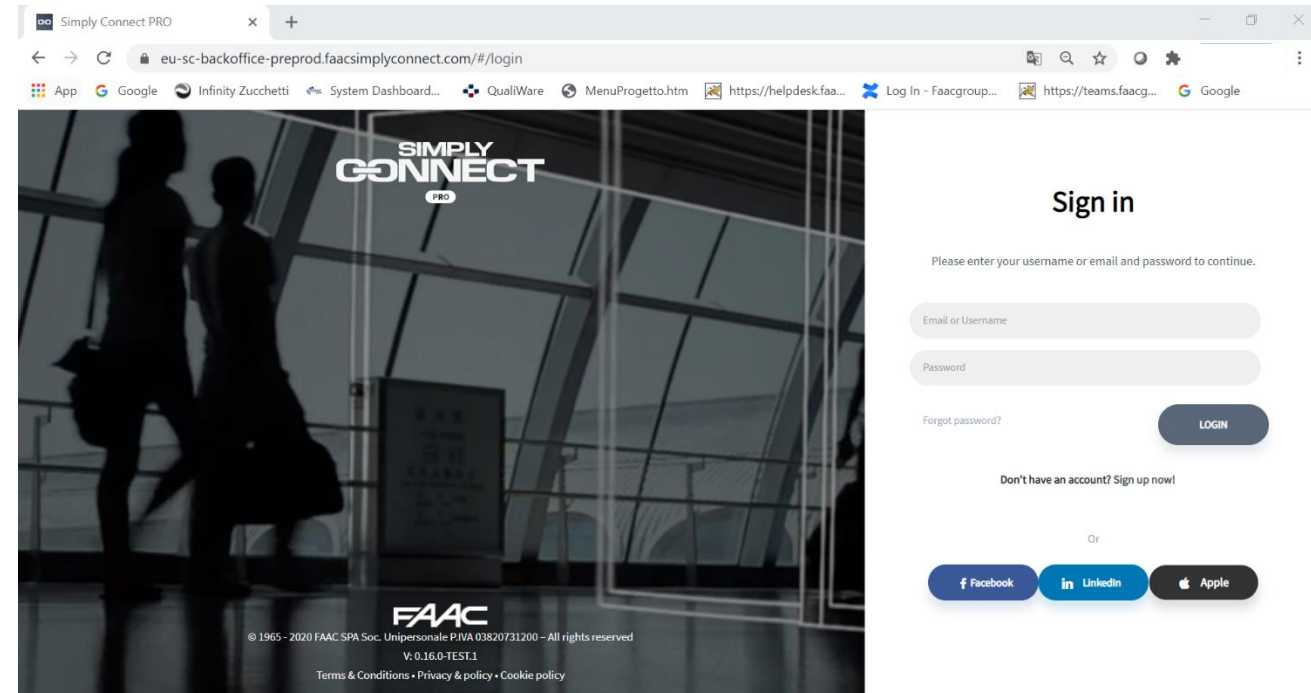 Simply Connect PRO
eu-sc-backoffice-preprod.faacsimplyconnect.com/#/login
App Google Infinity Zucchetti System Dashboard... QualiWare MenuProgetto.htm https://helpdesk.faa... Log In - Faacgroup... https://teams.faacg... Google
SIMPLY
CONNECT
PRO
Sign in
Please enter your username or email and password to continue.
Email or Username
Password
Forgot password?
LOGIN
Don't have an account? Sign up now!
Or
Facebook
in LinkedIn
Apple
FAAC
© 1965 - 2020 FAAC SPA Soc. Unipersonale P.IVA 03820731200 – All rights reserved
V: 0.16.0-TEST.1
Terms & Conditions • Privacy & policy • Cookie policy